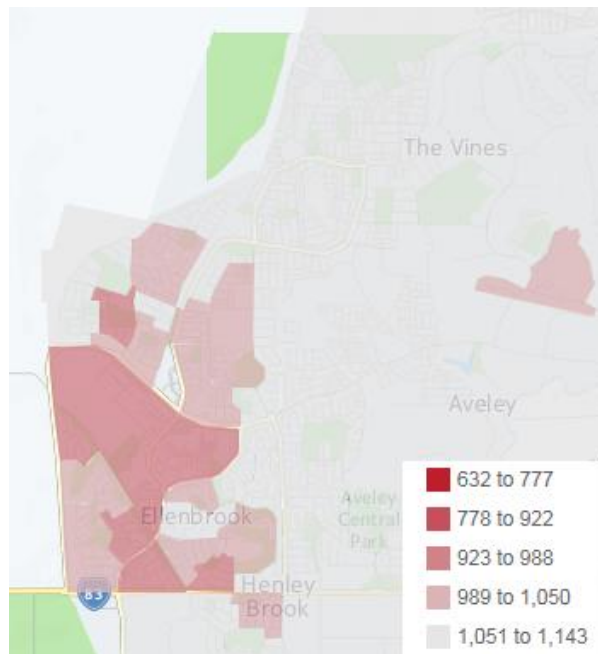 The Vines
Aveley
632 to 777
778 to 922
923 to 988
989 to 1,050
1,051 to 1,143
Aveley
Central
Park
Ellenbrook
Henley
Brook
83